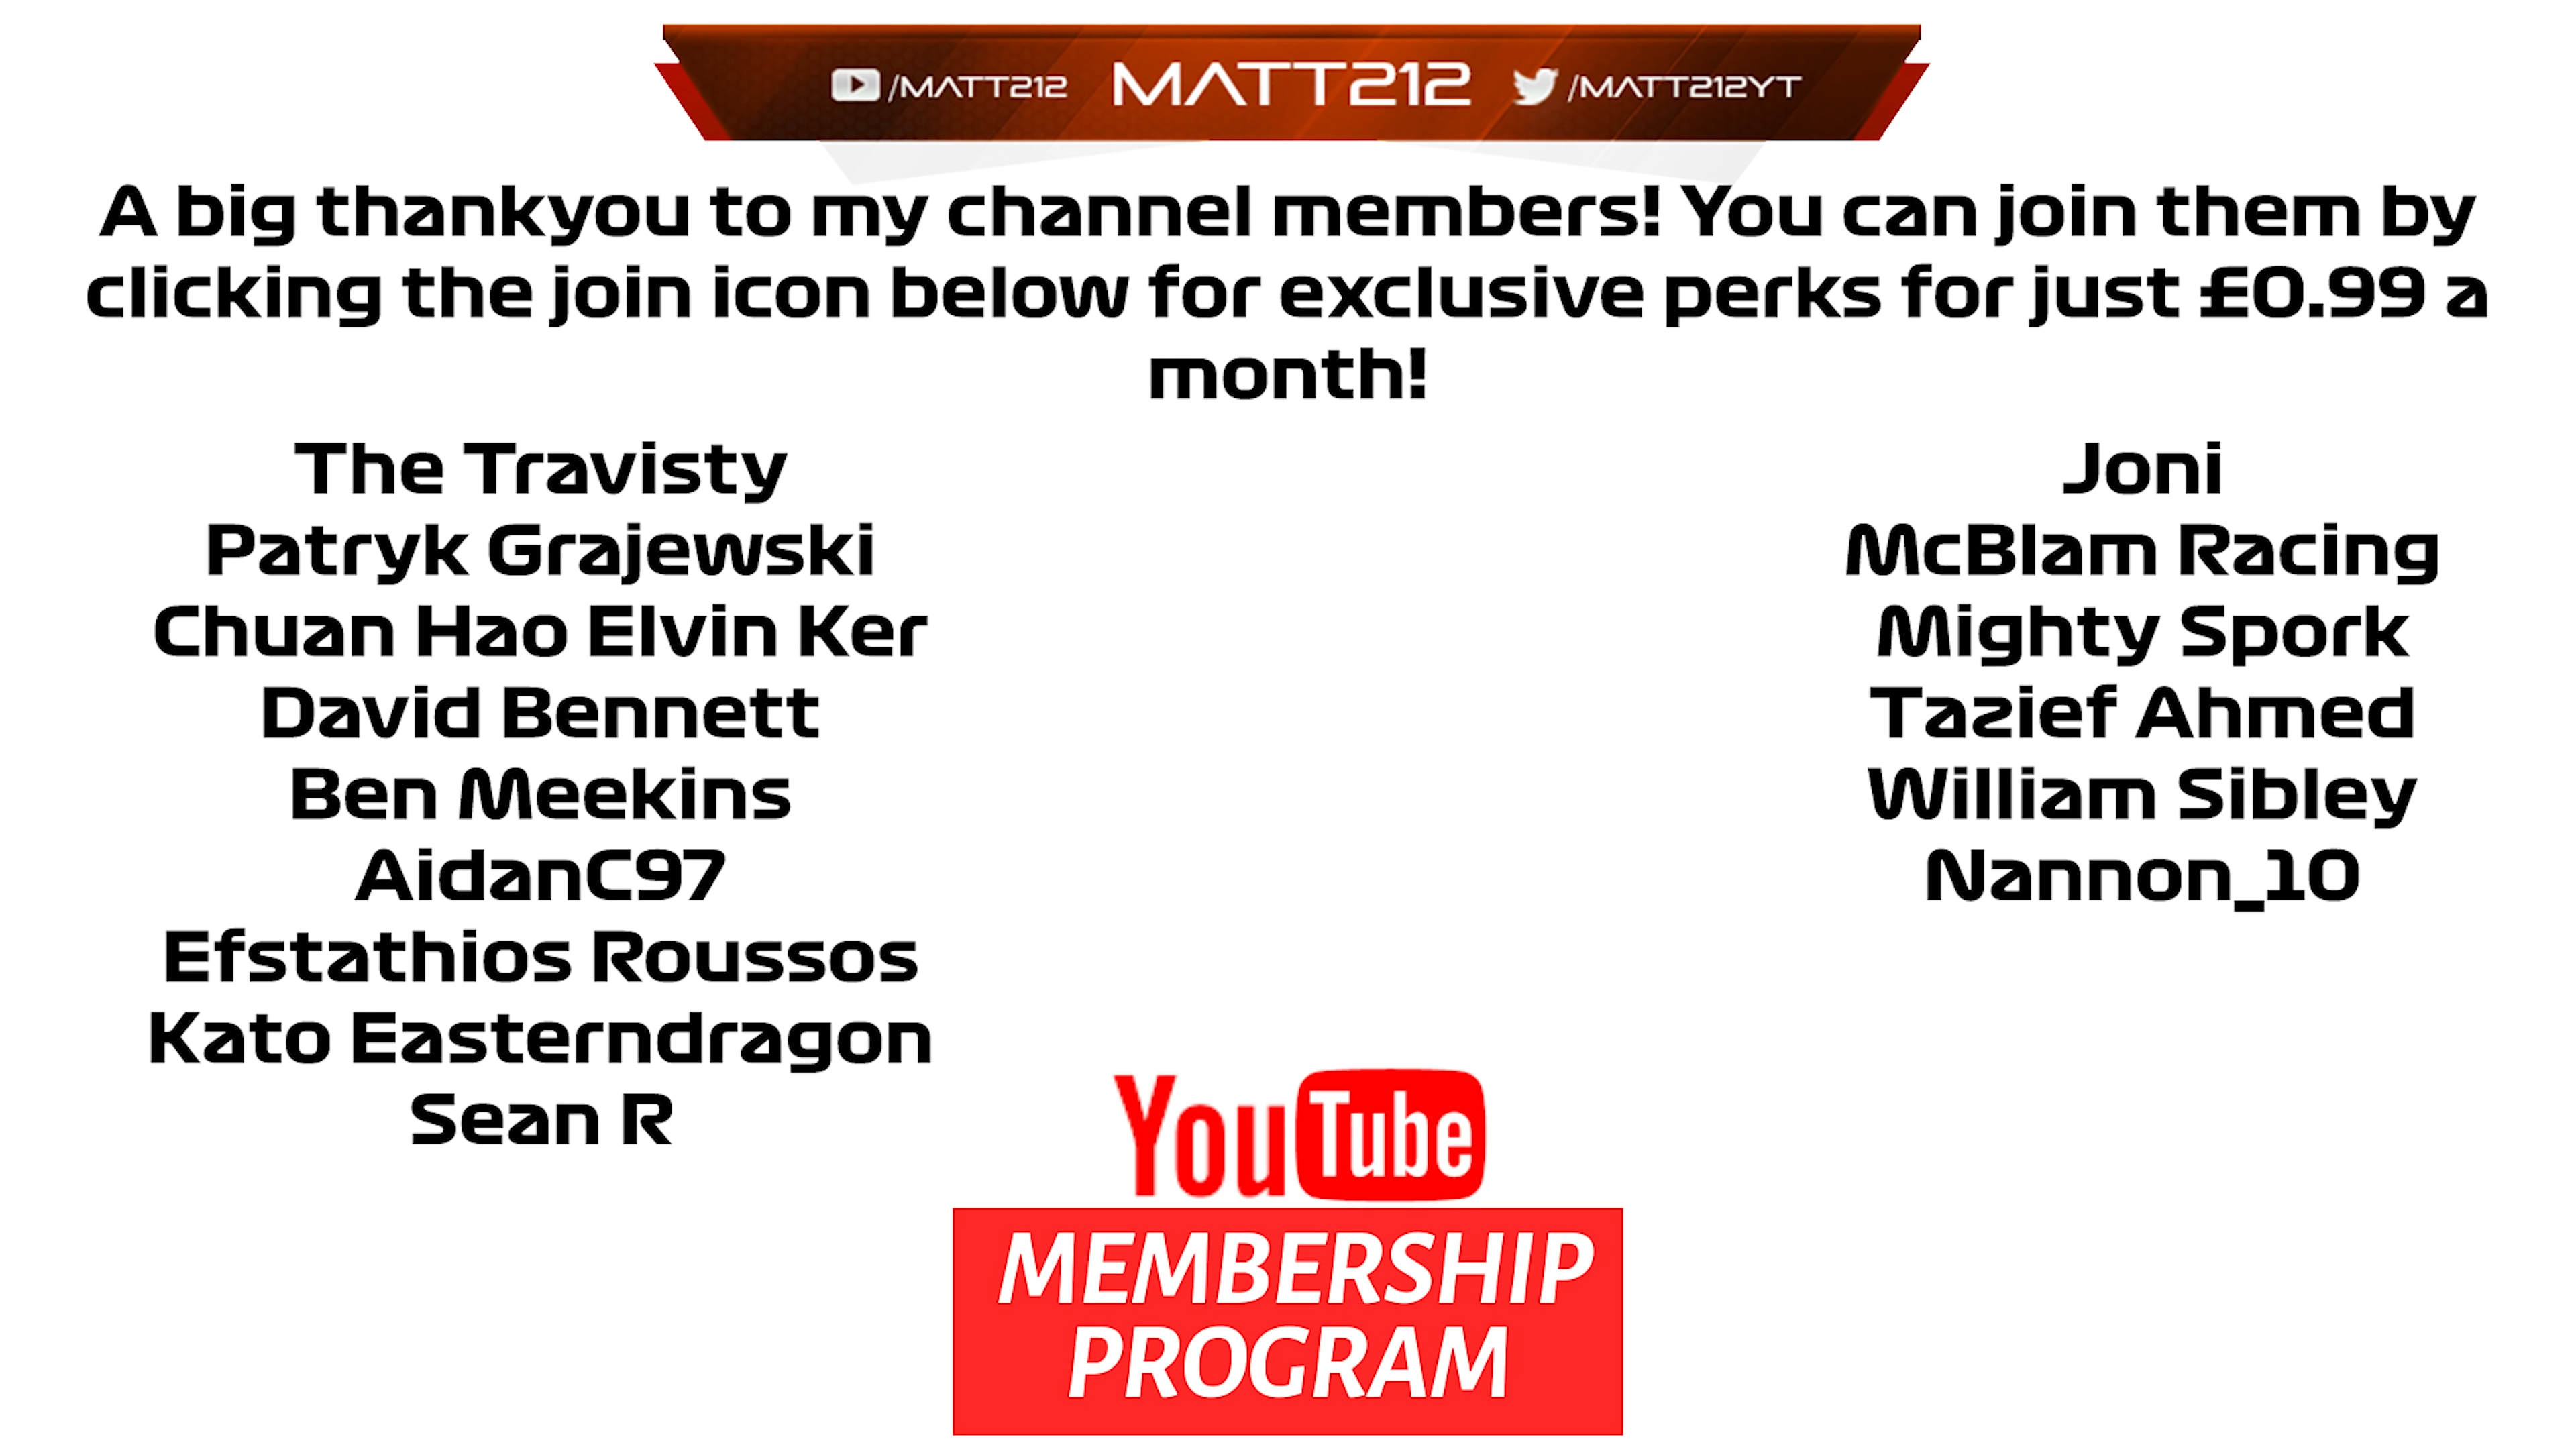 /MATT212 MATT212 /MATT212YT
A big thankyou to my channel members! You can join them by
clicking the join icon below for exclusive perks for just £0.99 a
month!
The Travisty
Patryk Grajewski
Chuan Hao Elvin Ker
David Bennett
Ben Meekins
AidanC97
Efstathios Roussos
Kato Easterndragon
Sean R
Joni
McBlam Racing
Mighty Spork
Tazief Ahmed
William Sibley
Nannon_10
YouTube
MEMBERSHIP
PROGRAM